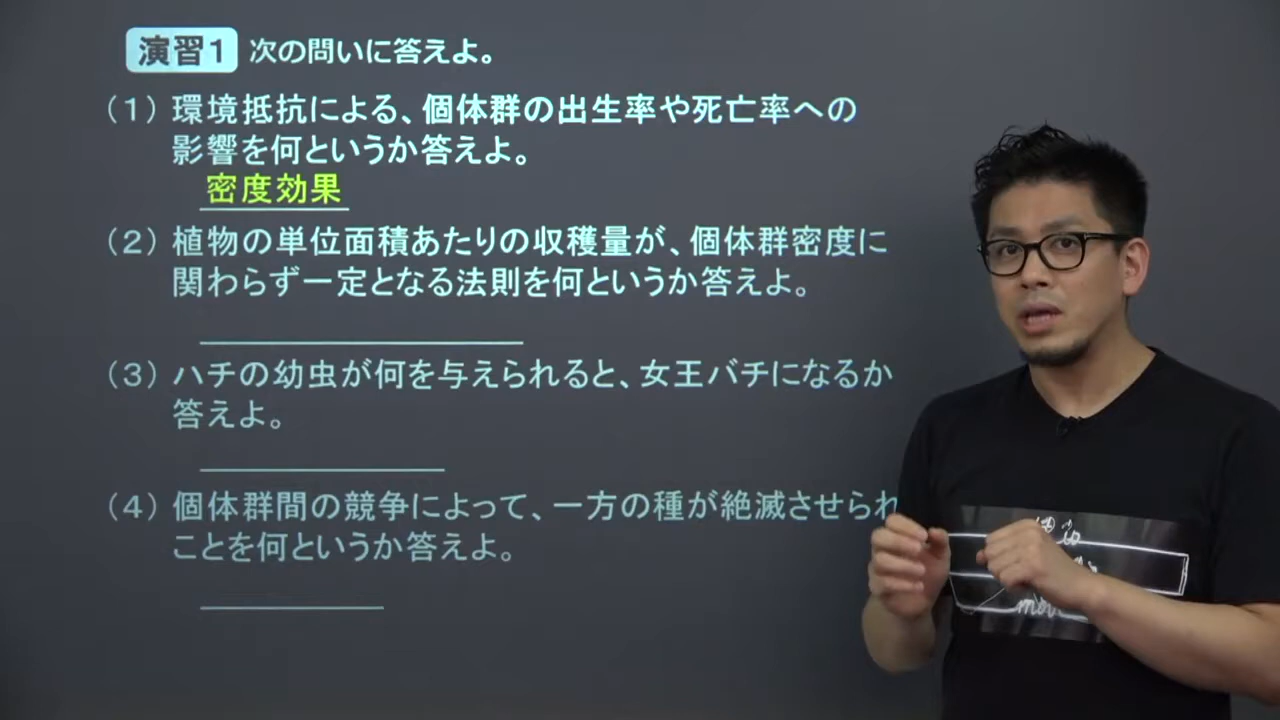 演習1 次の問いに答えよ。
(1) 環境抵抗による、個体群の出生率や死亡率への
影響を何というか答えよ。
密度効果
(2) 植物の単位面積あたりの収穫量が、個体群密度に
関わらず一定となる法則を何というか答えよ。
(3) ハチの幼虫が何を与えられると、女王バチになるか
答えよ。
(4) 個体群間の競争によって、一方の種が絶滅させられ
ことを何というか答えよ。